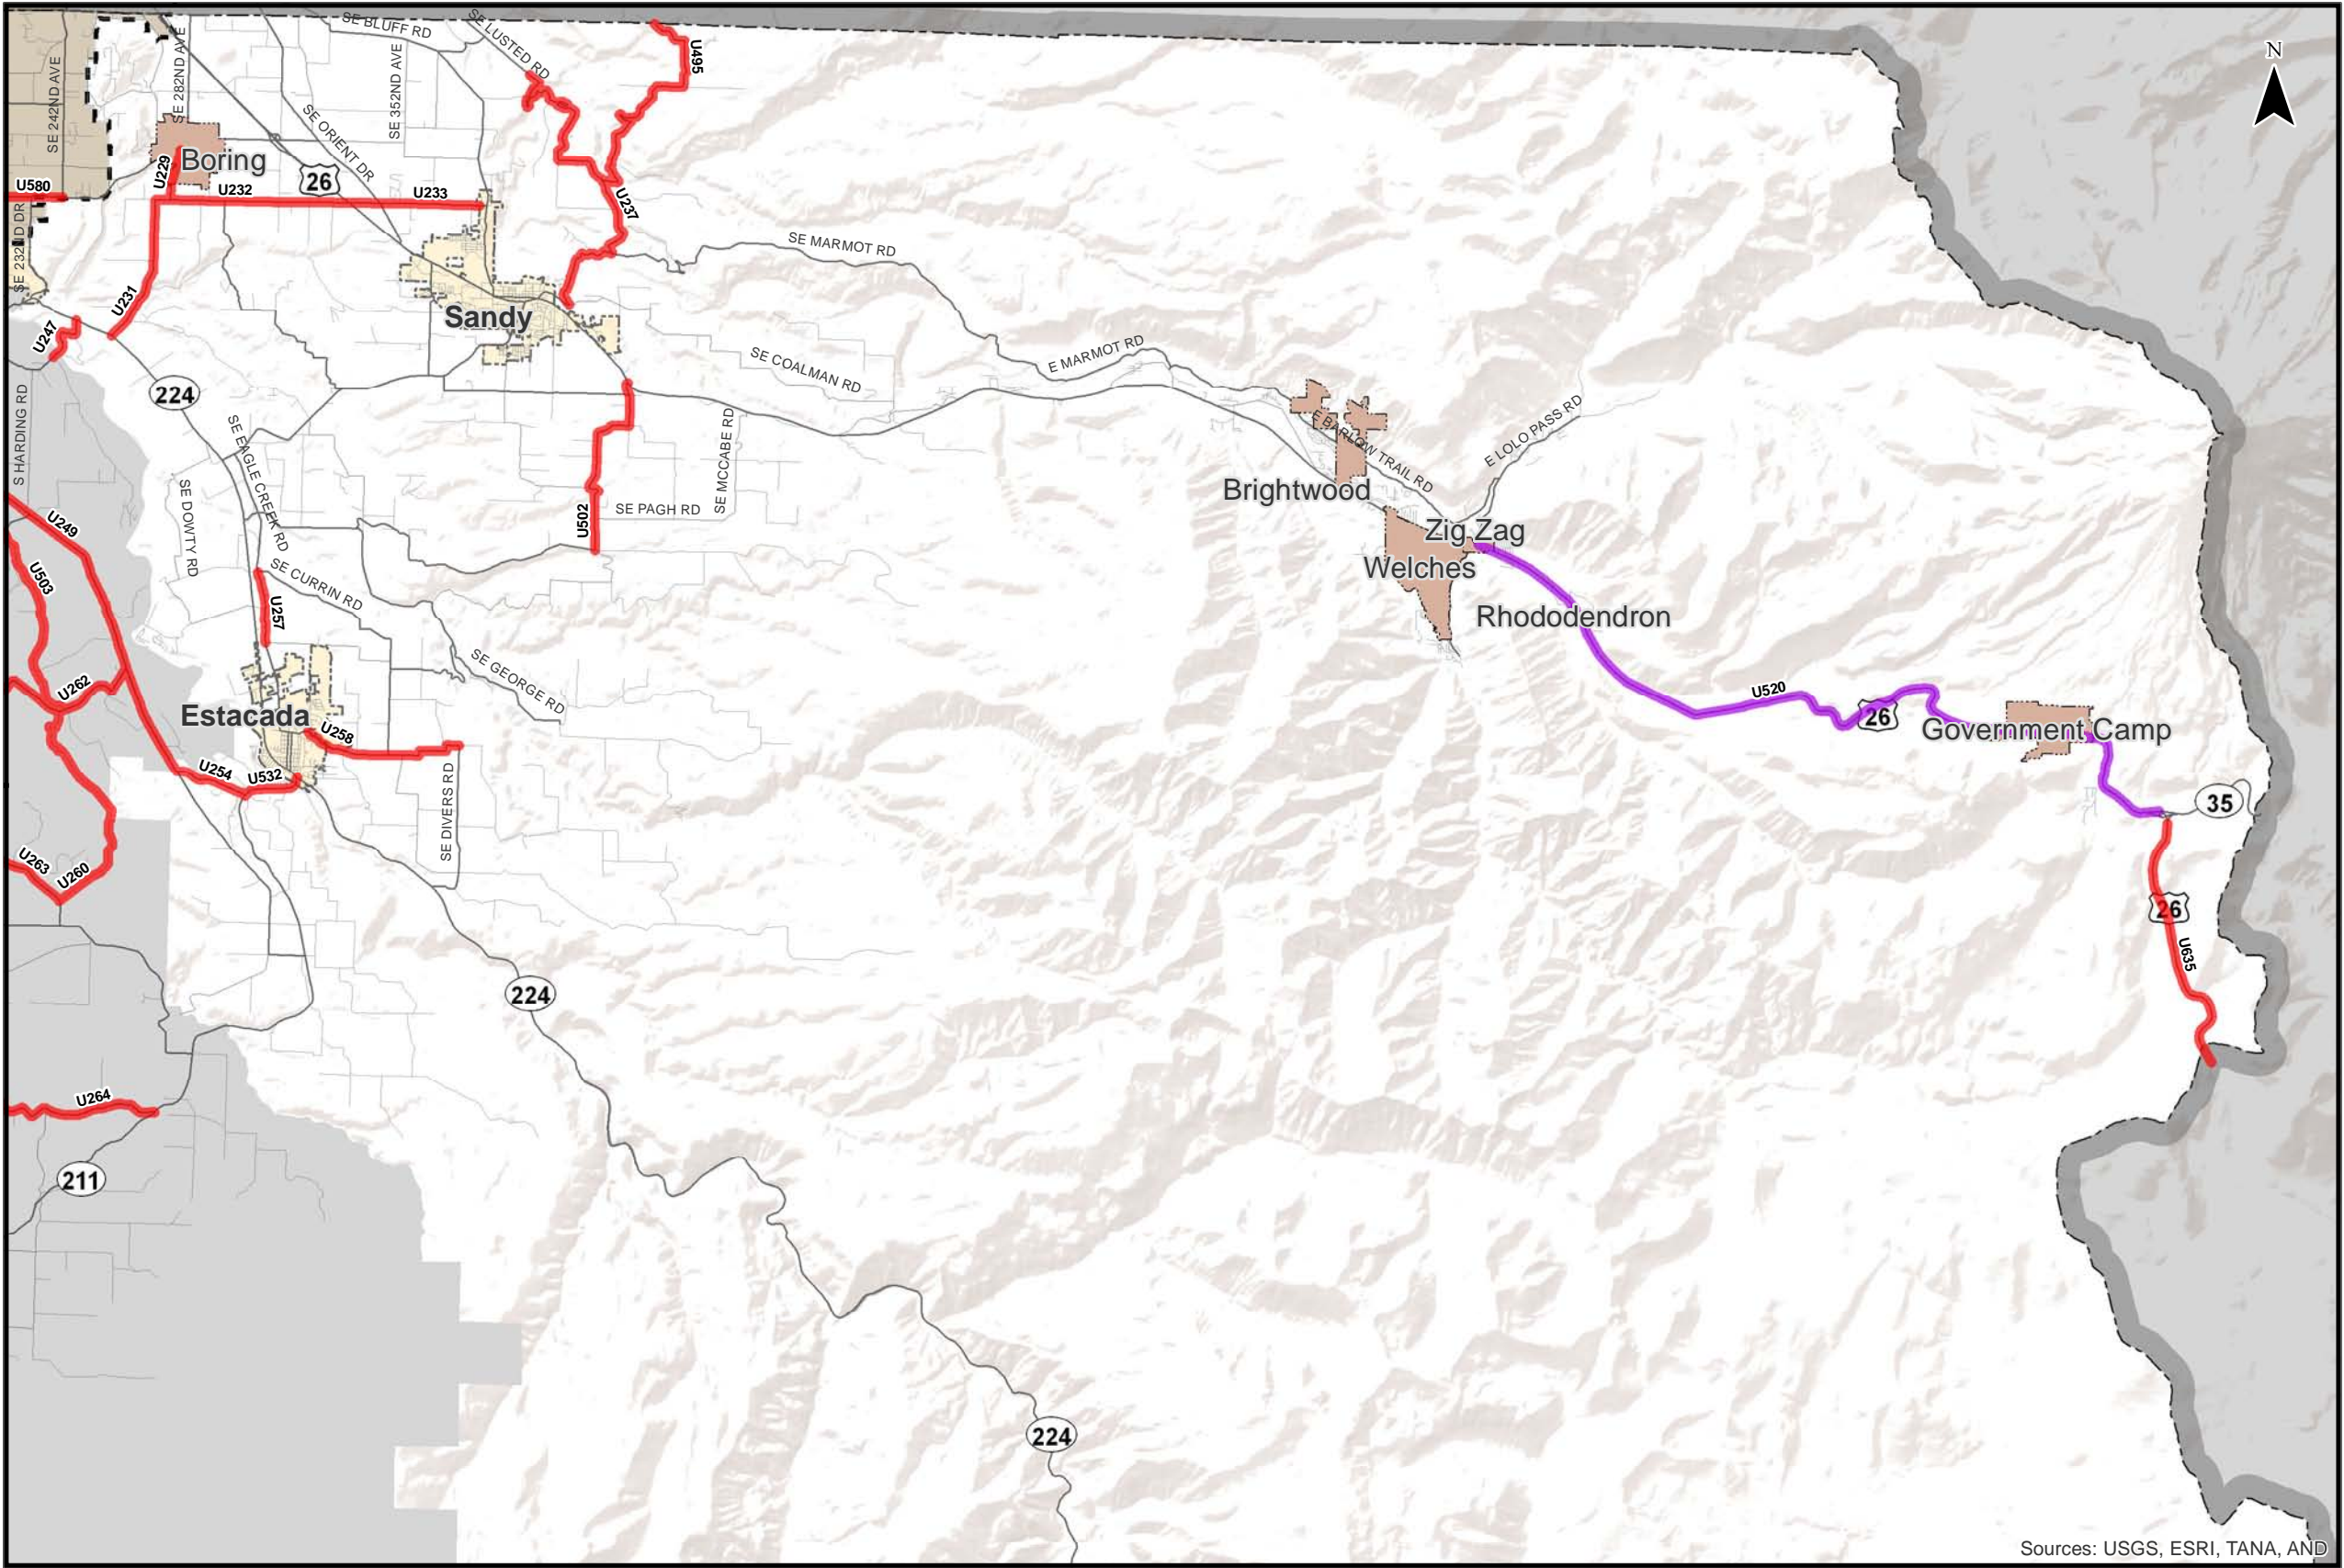 SE BLUFF RD
SE LUSTED RD
SE 282ND AVE
SE 352ND AVE
U495
N
SE 242ND AVE
SE ORIENT DR
Boring
U229
26
U580
U232
U233
U237
SE 232ND DR
SE MARMOT RD
U231
Sandy
U247
E MARMOT RD
SE COALMAN RD
224
S HARDING RD
SE EAGLE CREEK RD
SE MCCABE RD
E BARLOW TRAIL RD
E LOLO PASS RD
Brightwood
SE DOWTY RD
U502
SE PAGH RD
U249
Zig Zag
Welches
U503
SE CURRIN RD
U257
Rhododendron
SE GEORGE RD
U262
U520
Estacada
26
U258
Government Camp
U254
U532
SE DIVERS RD
35
U263
U260
26
U635
224
U264
211
224
Sources: USGS, ESRI, TANA, AND